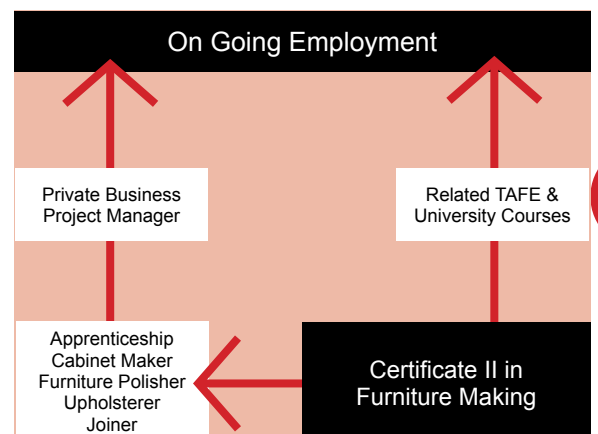 On Going Employment
Private Business
Project Manager
Related TAFE &
University Courses
Apprenticeship
Cabinet Maker
Furniture Polisher
Upholsterer
Joiner
Certificate II in
Furniture Making